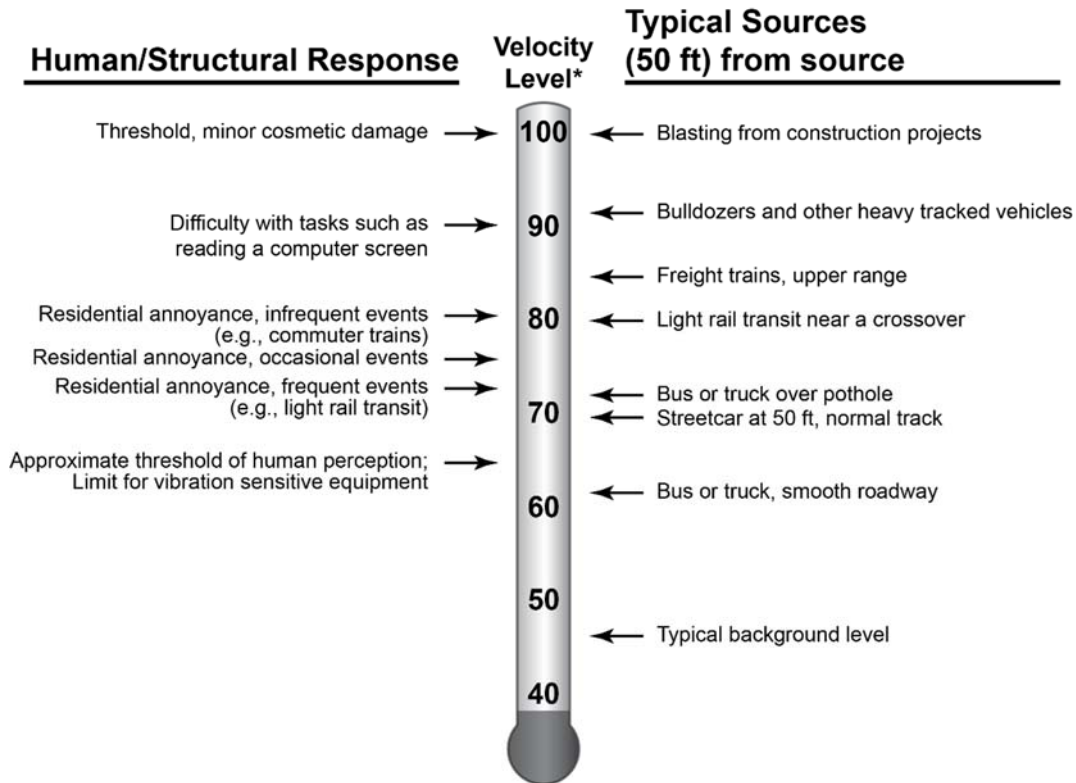 Human/Structural Response
Velocity
Level*
Typical Sources
(50 ft) from source
Threshold, minor cosmetic damage
100
Blasting from construction projects
Bulldozers and other heavy tracked vehicles
Difficulty with tasks such as
reading a computer screen
90
Freight trains, upper range
Residential annoyance, infrequent events
(e.g., commuter trains)
80
Light rail transit near a crossover
Residential annoyance, occasional events
Residential annoyance, frequent events
(e.g., light rail transit)
Bus or truck over pothole
70
Streetcar at 50 ft, normal track
Approximate threshold of human perception;
Limit for vibration sensitive equipment
Bus or truck, smooth roadway
60
50
Typical background level
40